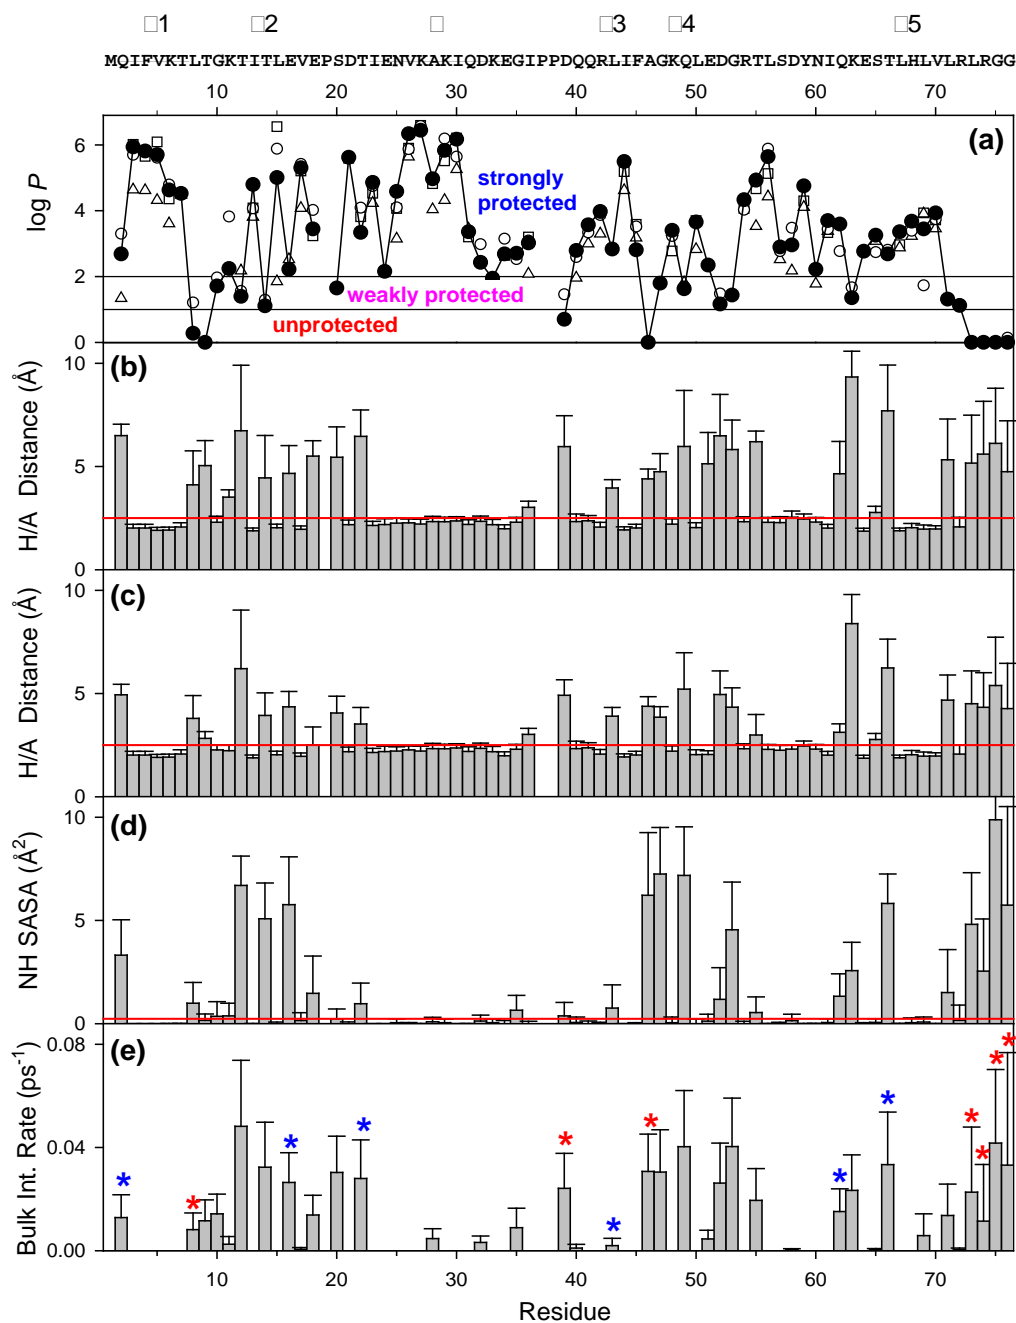 □1 □2 □ □3 □4 □5
MQIFVKTLTGKTITLEVEPSDTIENVKAKIQDKEGIPPDQQRLIFAGKQLEDGRTLSDYNIQKESTLHLVLRLRGG
10 20 30 40 50 60 70
(a)
log P
6
4
2
0
strongly
protected
weakly protected
unprotected
(b)
H/A Distance (Å)
10
5
0
(c)
H/A Distance (Å)
10
5
0
(d)
NH SASA (Å²)
10
5
0
(e)
Bulk Int. Rate (ps⁻¹)
0.08
0.04
0.00
* * * * * * * * * * * * *
10 20 30 40 50 60 70
Residue